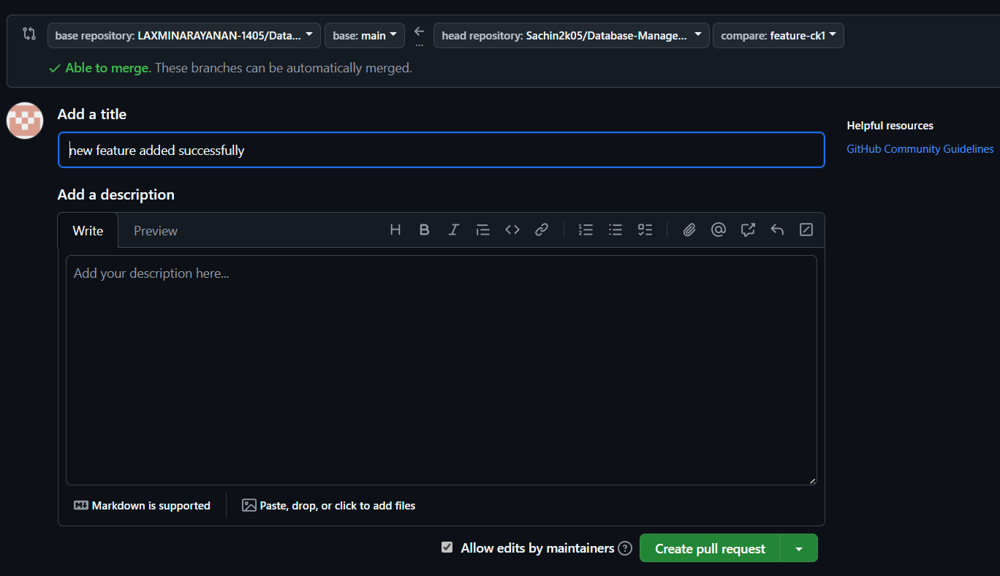 base repository: LAXMINARAYANAN-1405/Data... base: main ... head repository: Sachin2k05/Database-Manage... compare: feature-ck1
Able to merge. These branches can be automatically merged.
Add a title
Helpful resources
new feature added successfully
GitHub Community Guidelines
Add a description
Write Preview
Add your description here...
Markdown is supported Paste, drop, or click to add files
Allow edits by maintainers Create pull request